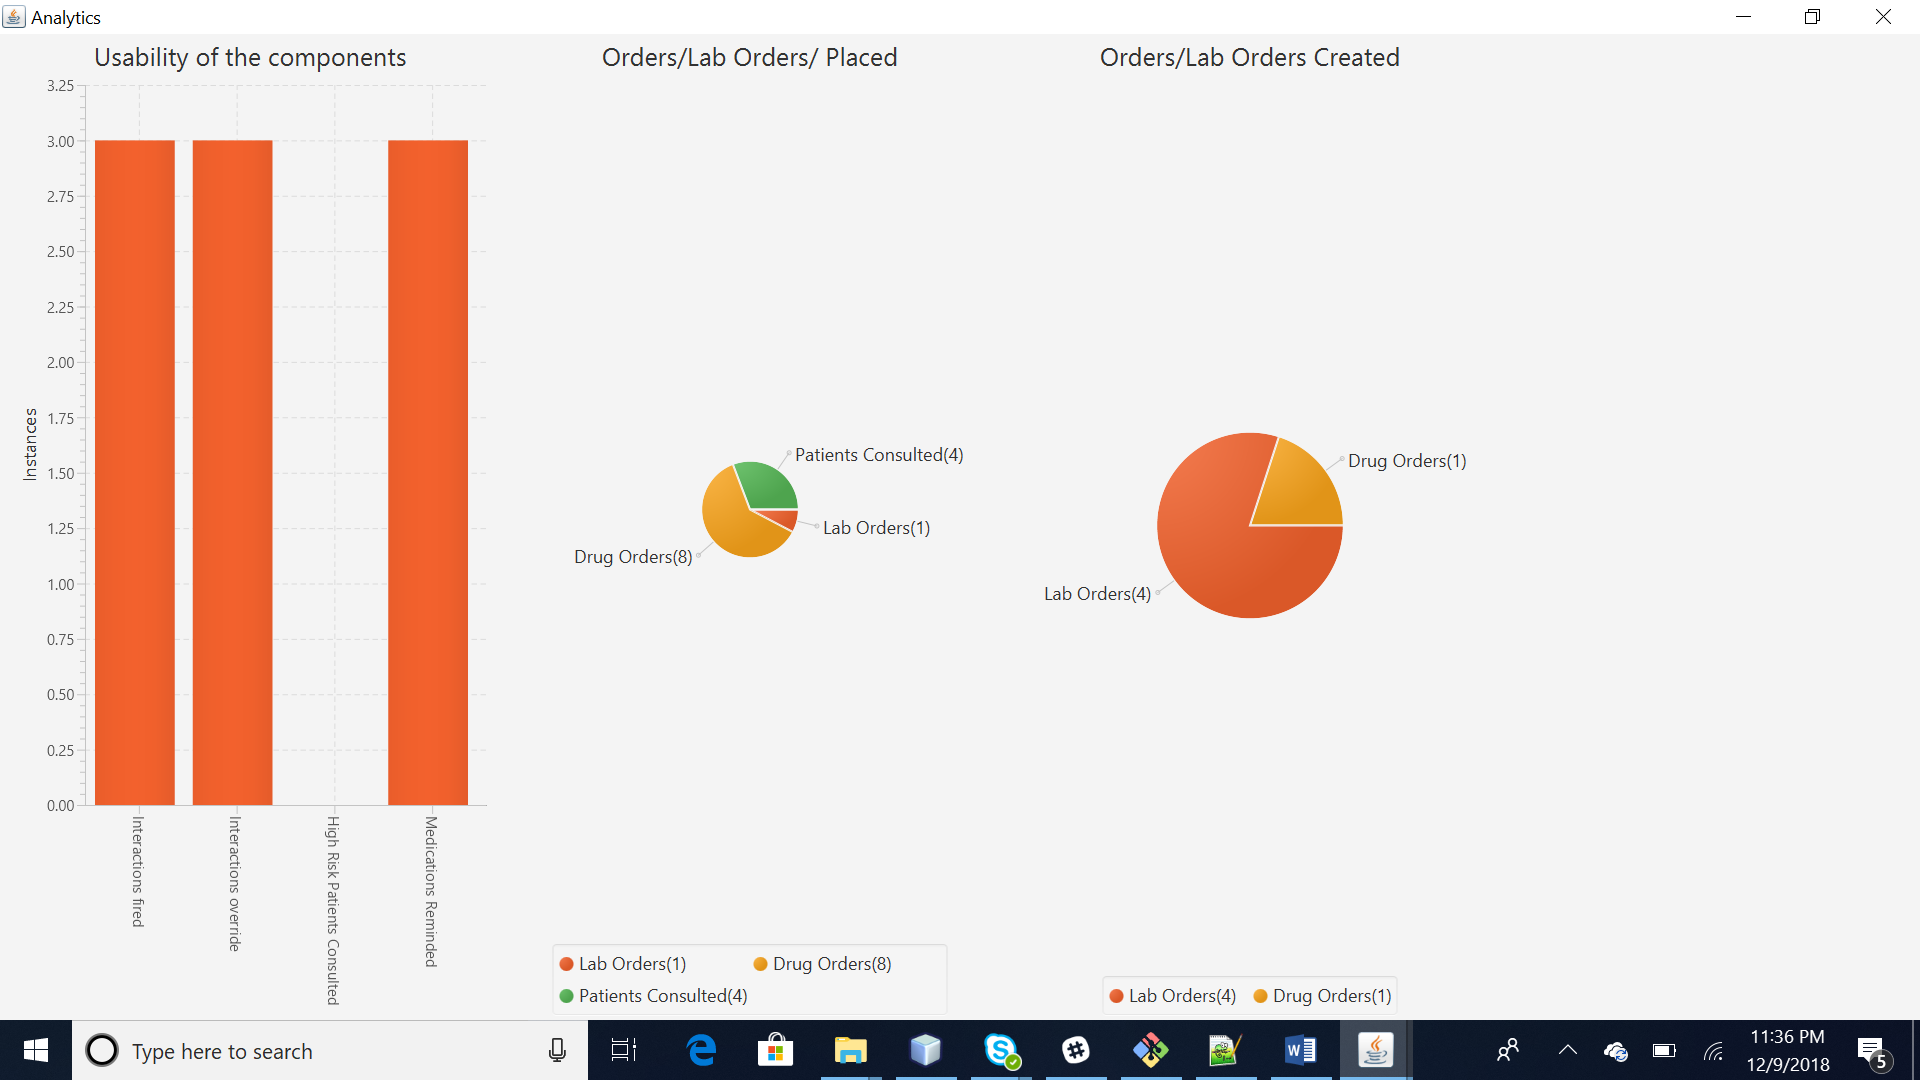 Analytics
Usability of the components
3.25
3.00
2.75
2.50
2.25
2.00
1.75
1.50
1.25
1.00
0.75
0.50
0.25
0.00
Instances
Interactions fired
Interactions override
High Risk Patients Consulted
Medications Reminded
Orders/Lab Orders/ Placed
Patients Consulted(4)
Lab Orders(1)
Drug Orders(8)
Lab Orders(1)
Drug Orders(8)
Patients Consulted(4)
Orders/Lab Orders Created
Drug Orders(1)
Lab Orders(4)
Lab Orders(4)
Drug Orders(1)
Type here to search
11:36 PM
12/9/2018
5